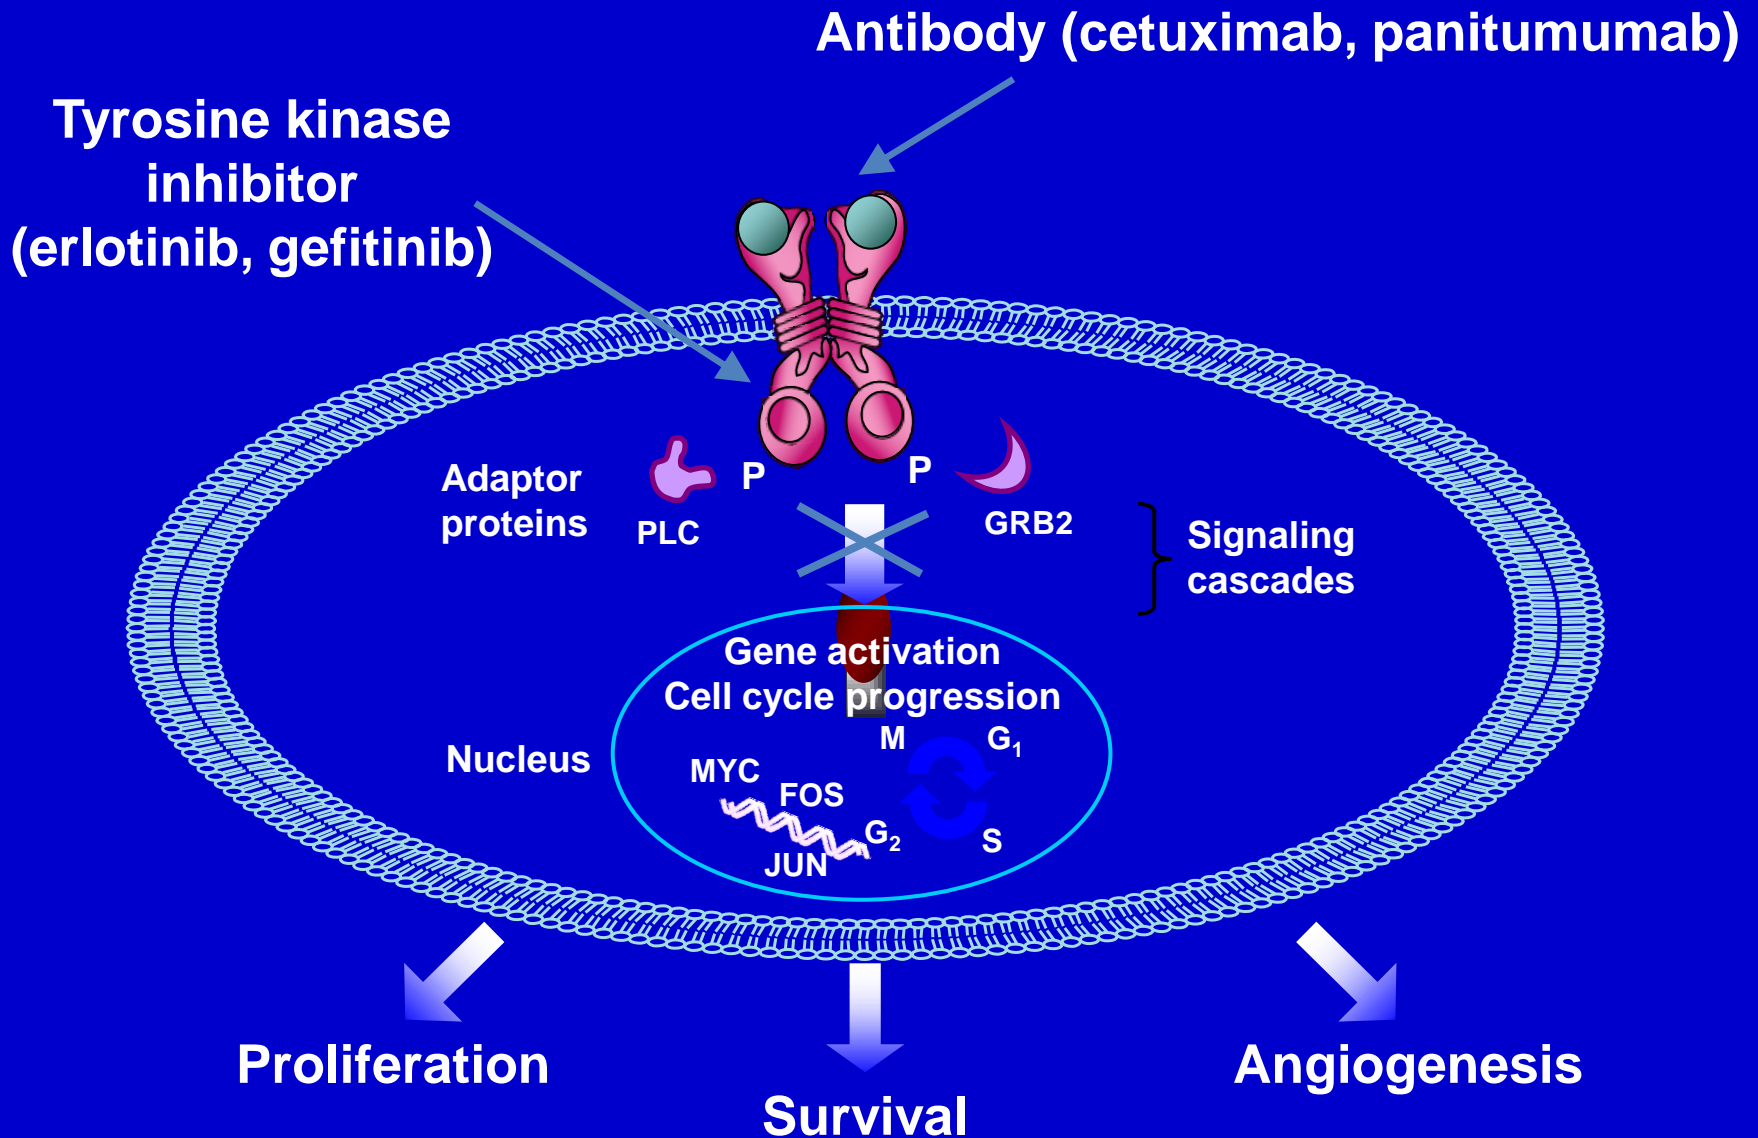 Antibody (cetuximab, panitumumab)
Tyrosine kinase
inhibitor
(erlotinib, gefitinib)
Adaptor
proteins
PLC
P
P
GRB2
Signaling
cascades
Gene activation
Cell cycle progression
Nucleus
M
G₁
MYC
FOS
G₂
S
JUN
Proliferation
Survival
Angiogenesis